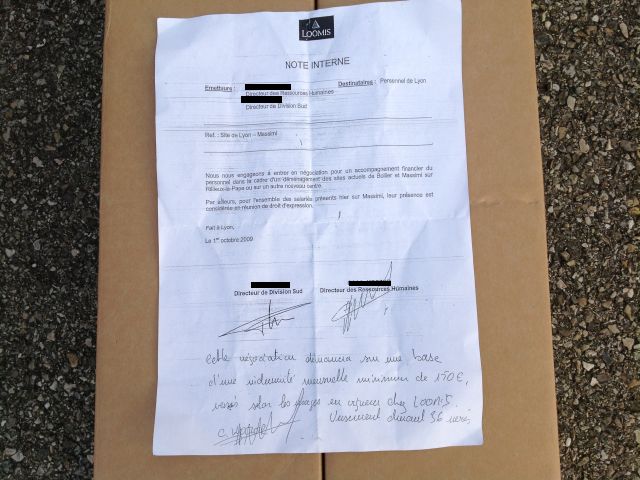 LOOMIS
NOTE INTERNE
Emetteurs : Destinataires : Personnel de Lyon
Directeur des Ressources Humaines
Directeur de Division Sud
Ref. : Site de Lyon – Massimi
Nous nous engageons à entrer en négociation pour un accompagnement financier du
personnel dans la cadre d'un déménagement des sites actuels de Bollier et Massimi sur
Rillieux-la-Pape ou sur un autre nouveau centre.
Par ailleurs, pour l'ensemble des salariés présents hier sur Massimi, leur présence est
considérée en réunion de droit d'expression.
Fait à Lyon,
Le 1er octobre 2009
Directeur de Division Sud Directeur des Ressources Humaines
Cette négociation démarrera sur une base
d'une indemnité mensuelle minimum de 150€,
versés selon les en vigueur chez LOOMIS.
Versement durant 36 mois